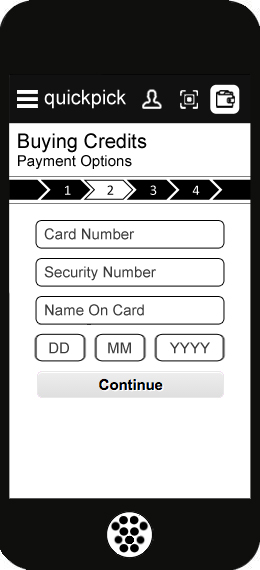 quickpick
Buying Credits
Payment Options
1 2 3 4
Card Number
Security Number
Name On Card
DD MM YYYY
Continue